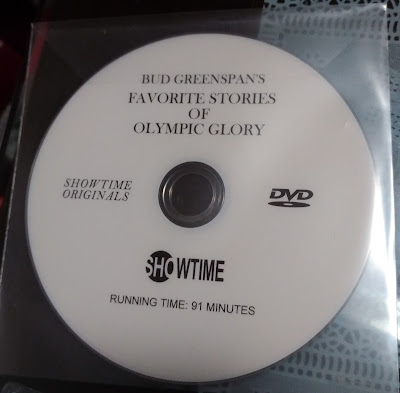 BUD GREENSPAN'S
FAVORITE STORIES
OF
OLYMPIC GLORY
SHOWTIME
ORIGINALS
DVD
SHOWTIME
RUNNING TIME: 91 MINUTES